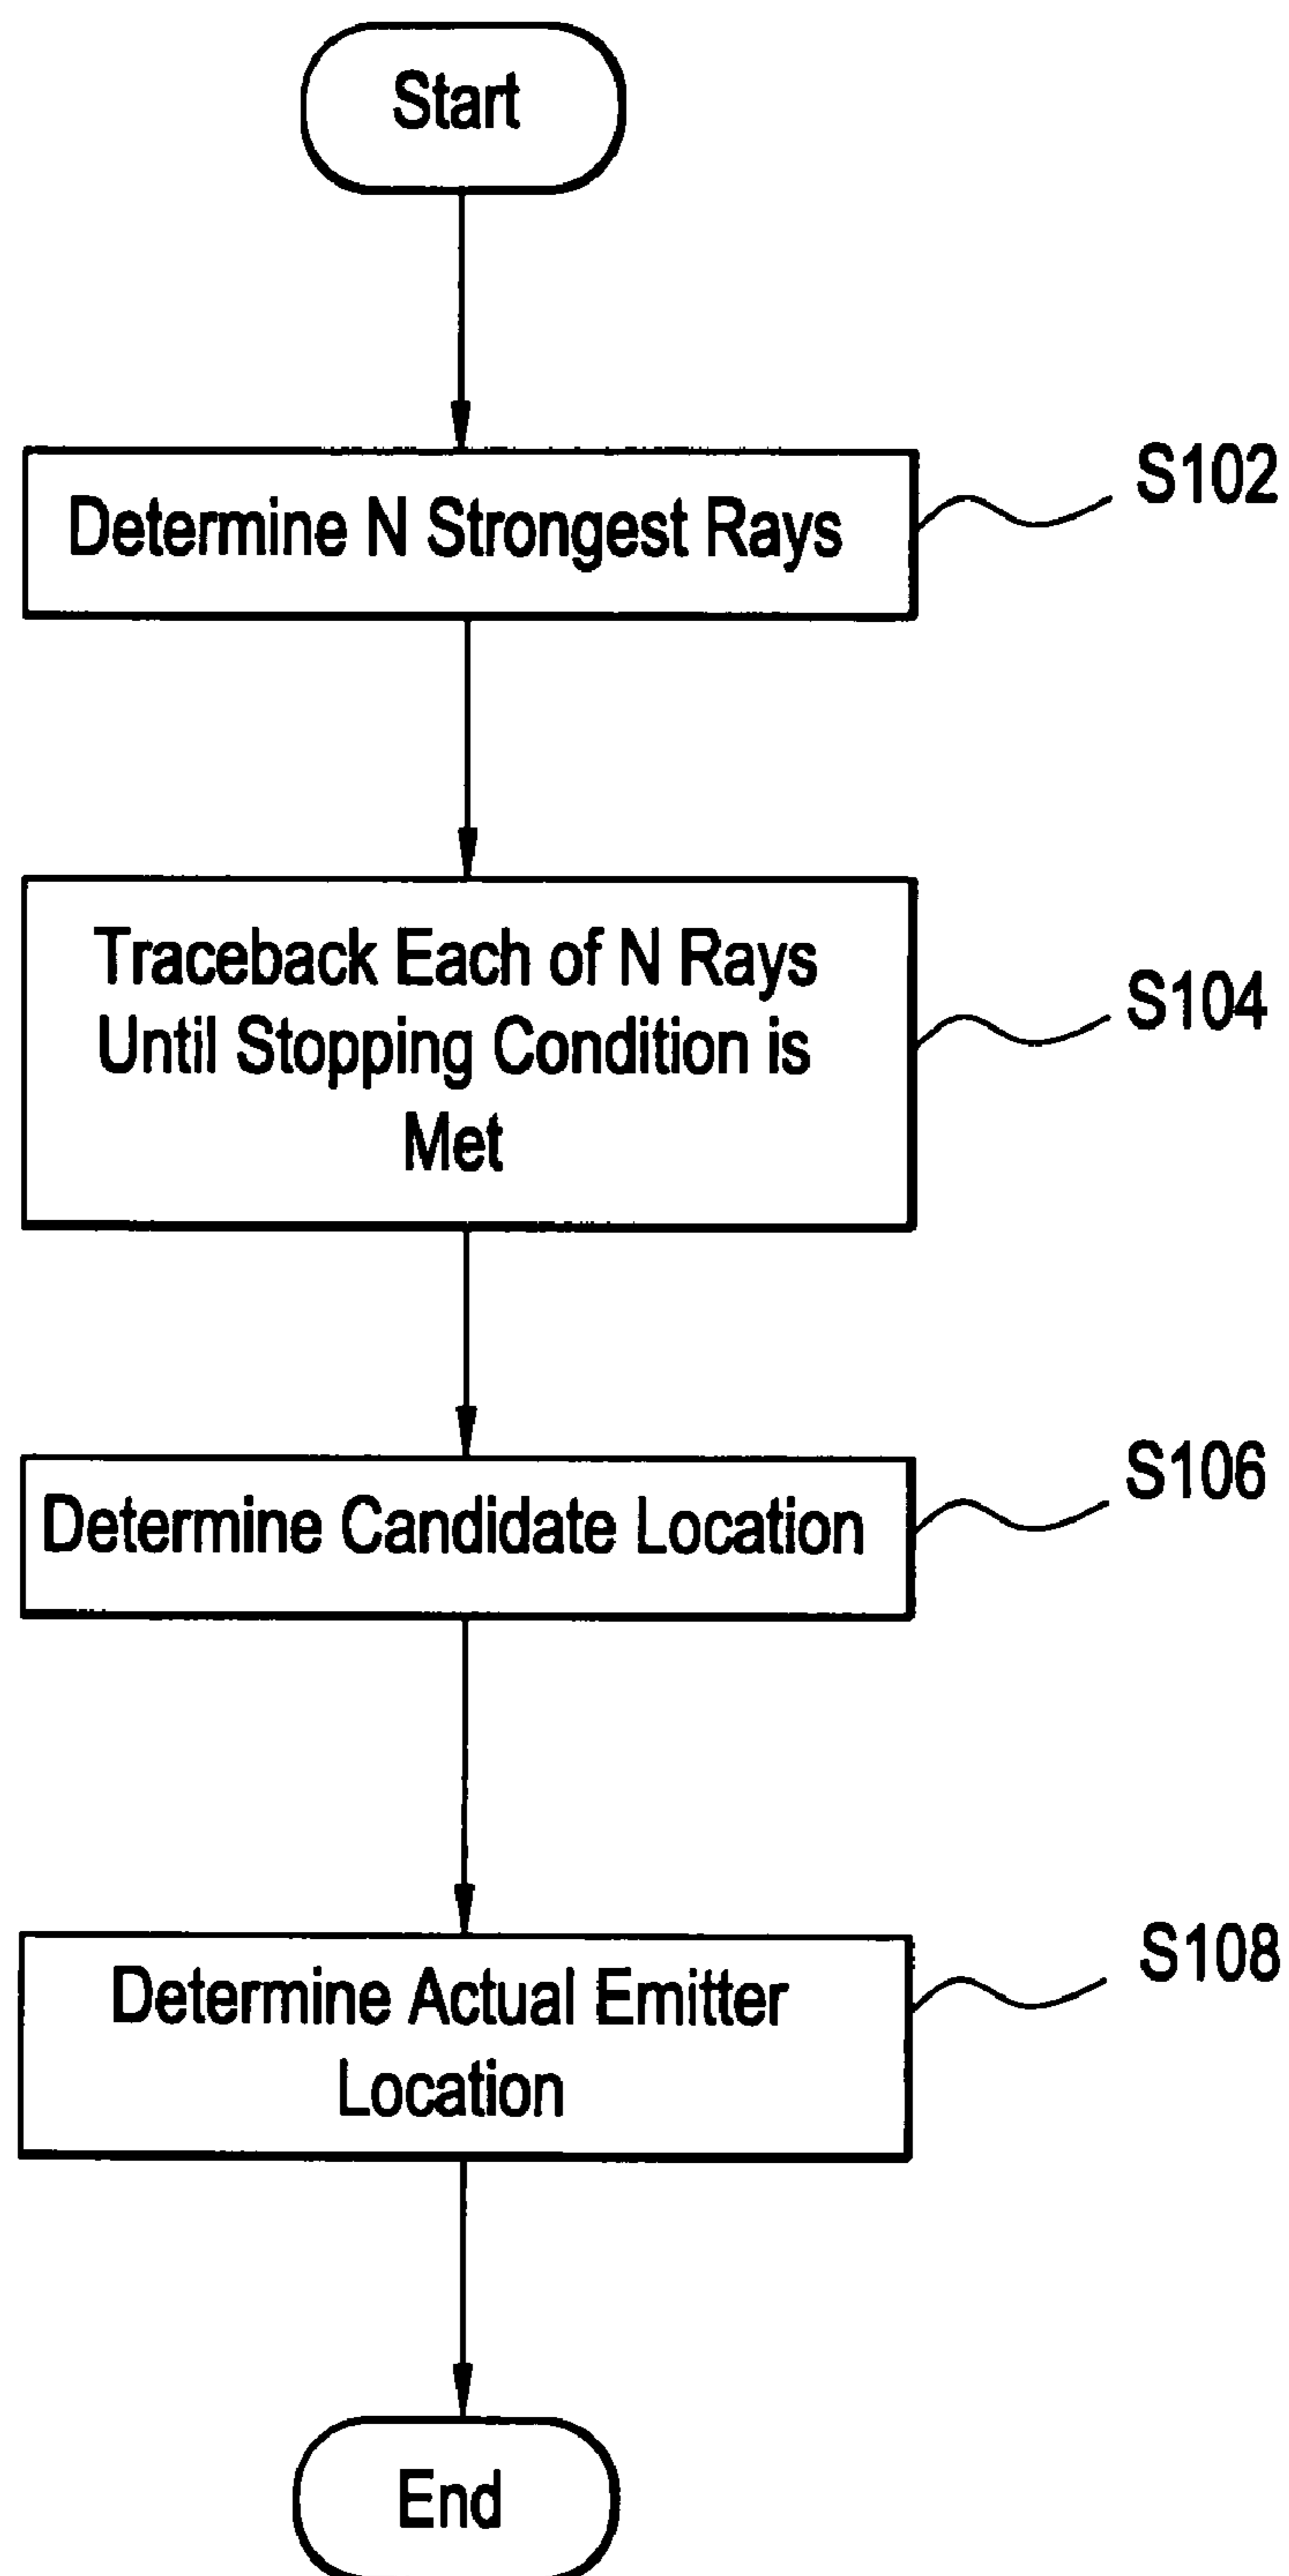 Start
Determine N Strongest Rays
S102
Traceback Each of N Rays
Until Stopping Condition is
Met
S104
Determine Candidate Location
S106
Determine Actual Emitter
Location
S108
End